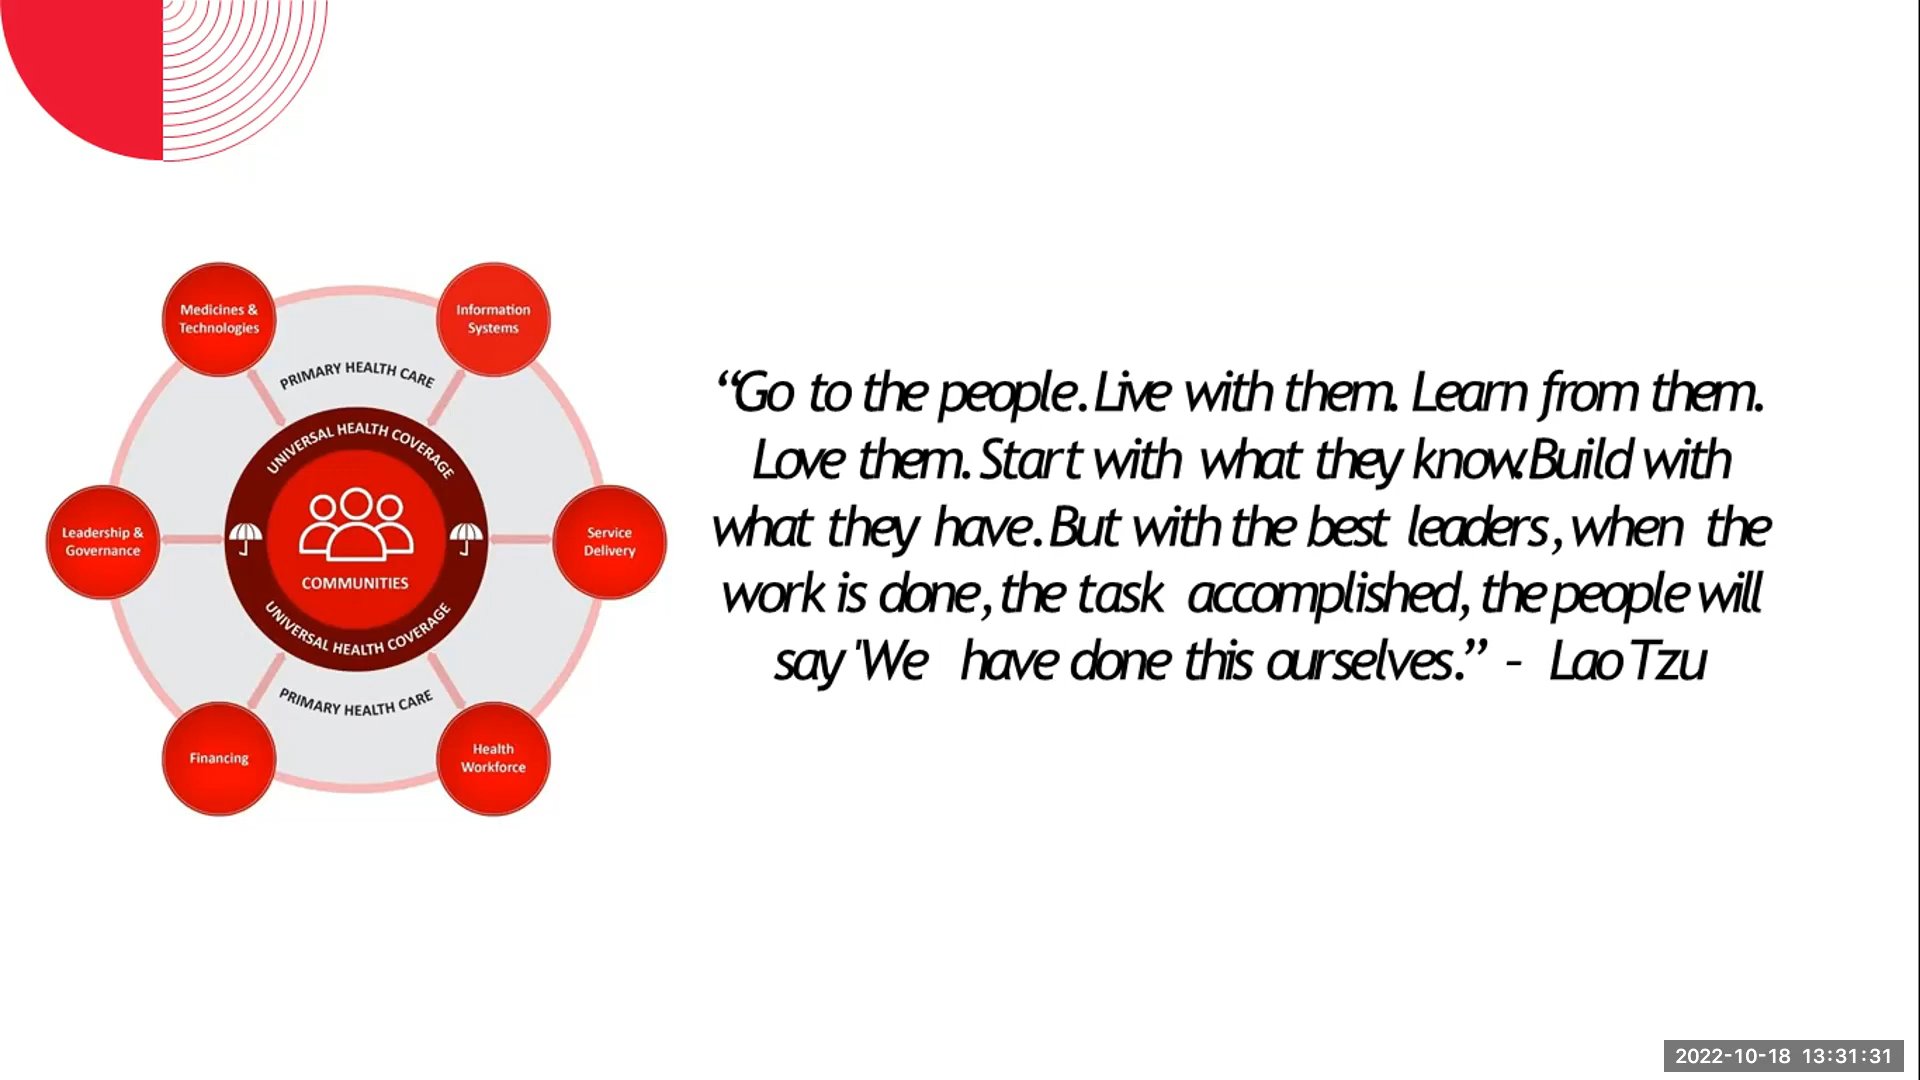 Medicines &
Technologies
Information
Systems
PRIMARY HEALTH CARE
UNIVERSAL HEALTH COVERAGE
Leadership &
Governance
COMMUNITIES
Service
Delivery
UNIVERSAL HEALTH COVERAGE
PRIMARY HEALTH CARE
Financing
Health
Workforce
“Go to the people. Live with them. Learn from them.
Love them. Start with what they know. Build with
what they have. But with the best leaders, when the
work is done, the task accomplished, the people will
say 'We have done this ourselves.” - Lao Tzu
2022-10-18 13:31:31